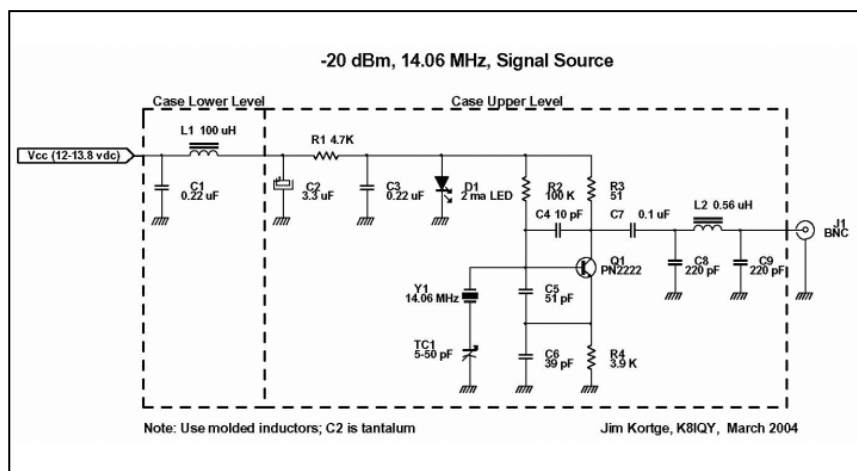 -20 dBm, 14.06 MHz, Signal Source
Case Lower Level
Case Upper Level
L1 100 uH
Vcc (12-13.8 vdc)
R1 4.7K
C1
0.22 uF
C2
3.3 uF
C3
0.22 uF
D1
2 ma LED
R2
100 K
R3
51
C4 10 pF
C7 0.1 uF
L2 0.56 uH
J1
BNC
Q1
PN2222
C8
220 pF
C9
220 pF
Y1
14.06 MHz
C5
51 pF
TC1
5-50 pF
C6
39 pF
R4
3.9 K
Note: Use molded inductors; C2 is tantalum
Jim Kortge, K8IQY, March 2004